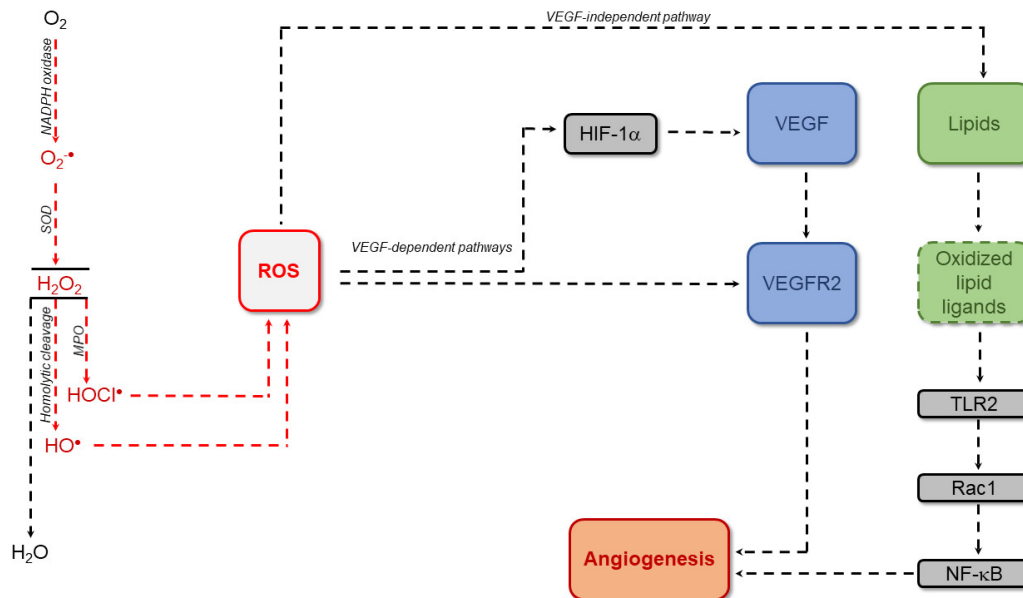 O₂
NADPH oxidase
O₂⁻•
SOD
H₂O₂
Homolytic cleavage
MPO
HOCl•
HO•
H₂O
ROS
VEGF-independent pathway
VEGF-dependent pathways
HIF-1α
VEGF
VEGFR2
Lipids
Oxidized
lipid
ligands
TLR2
Rac1
NF-κB
Angiogenesis